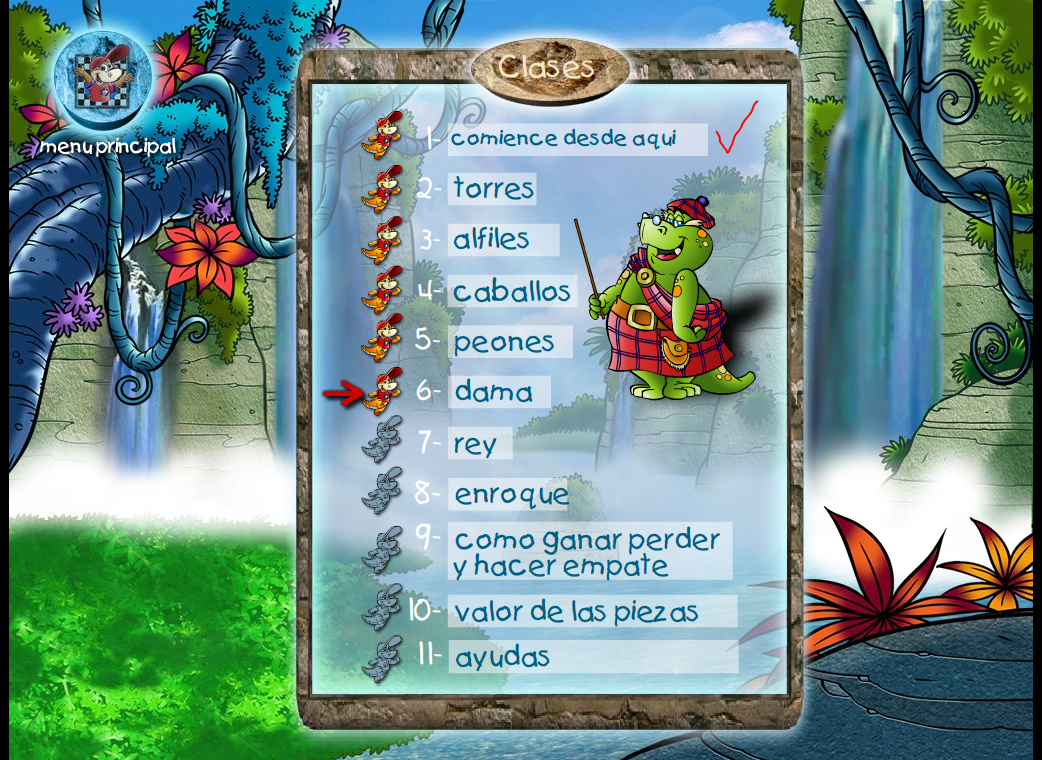 Clases
menu principal
1- comience desde aqui
2- torres
3- alfiles
4- caballos
5- peones
6- dama
7- rey
8- enroque
9- como ganar perder
y hacer empate
10- valor de las piezas
11- ayudas